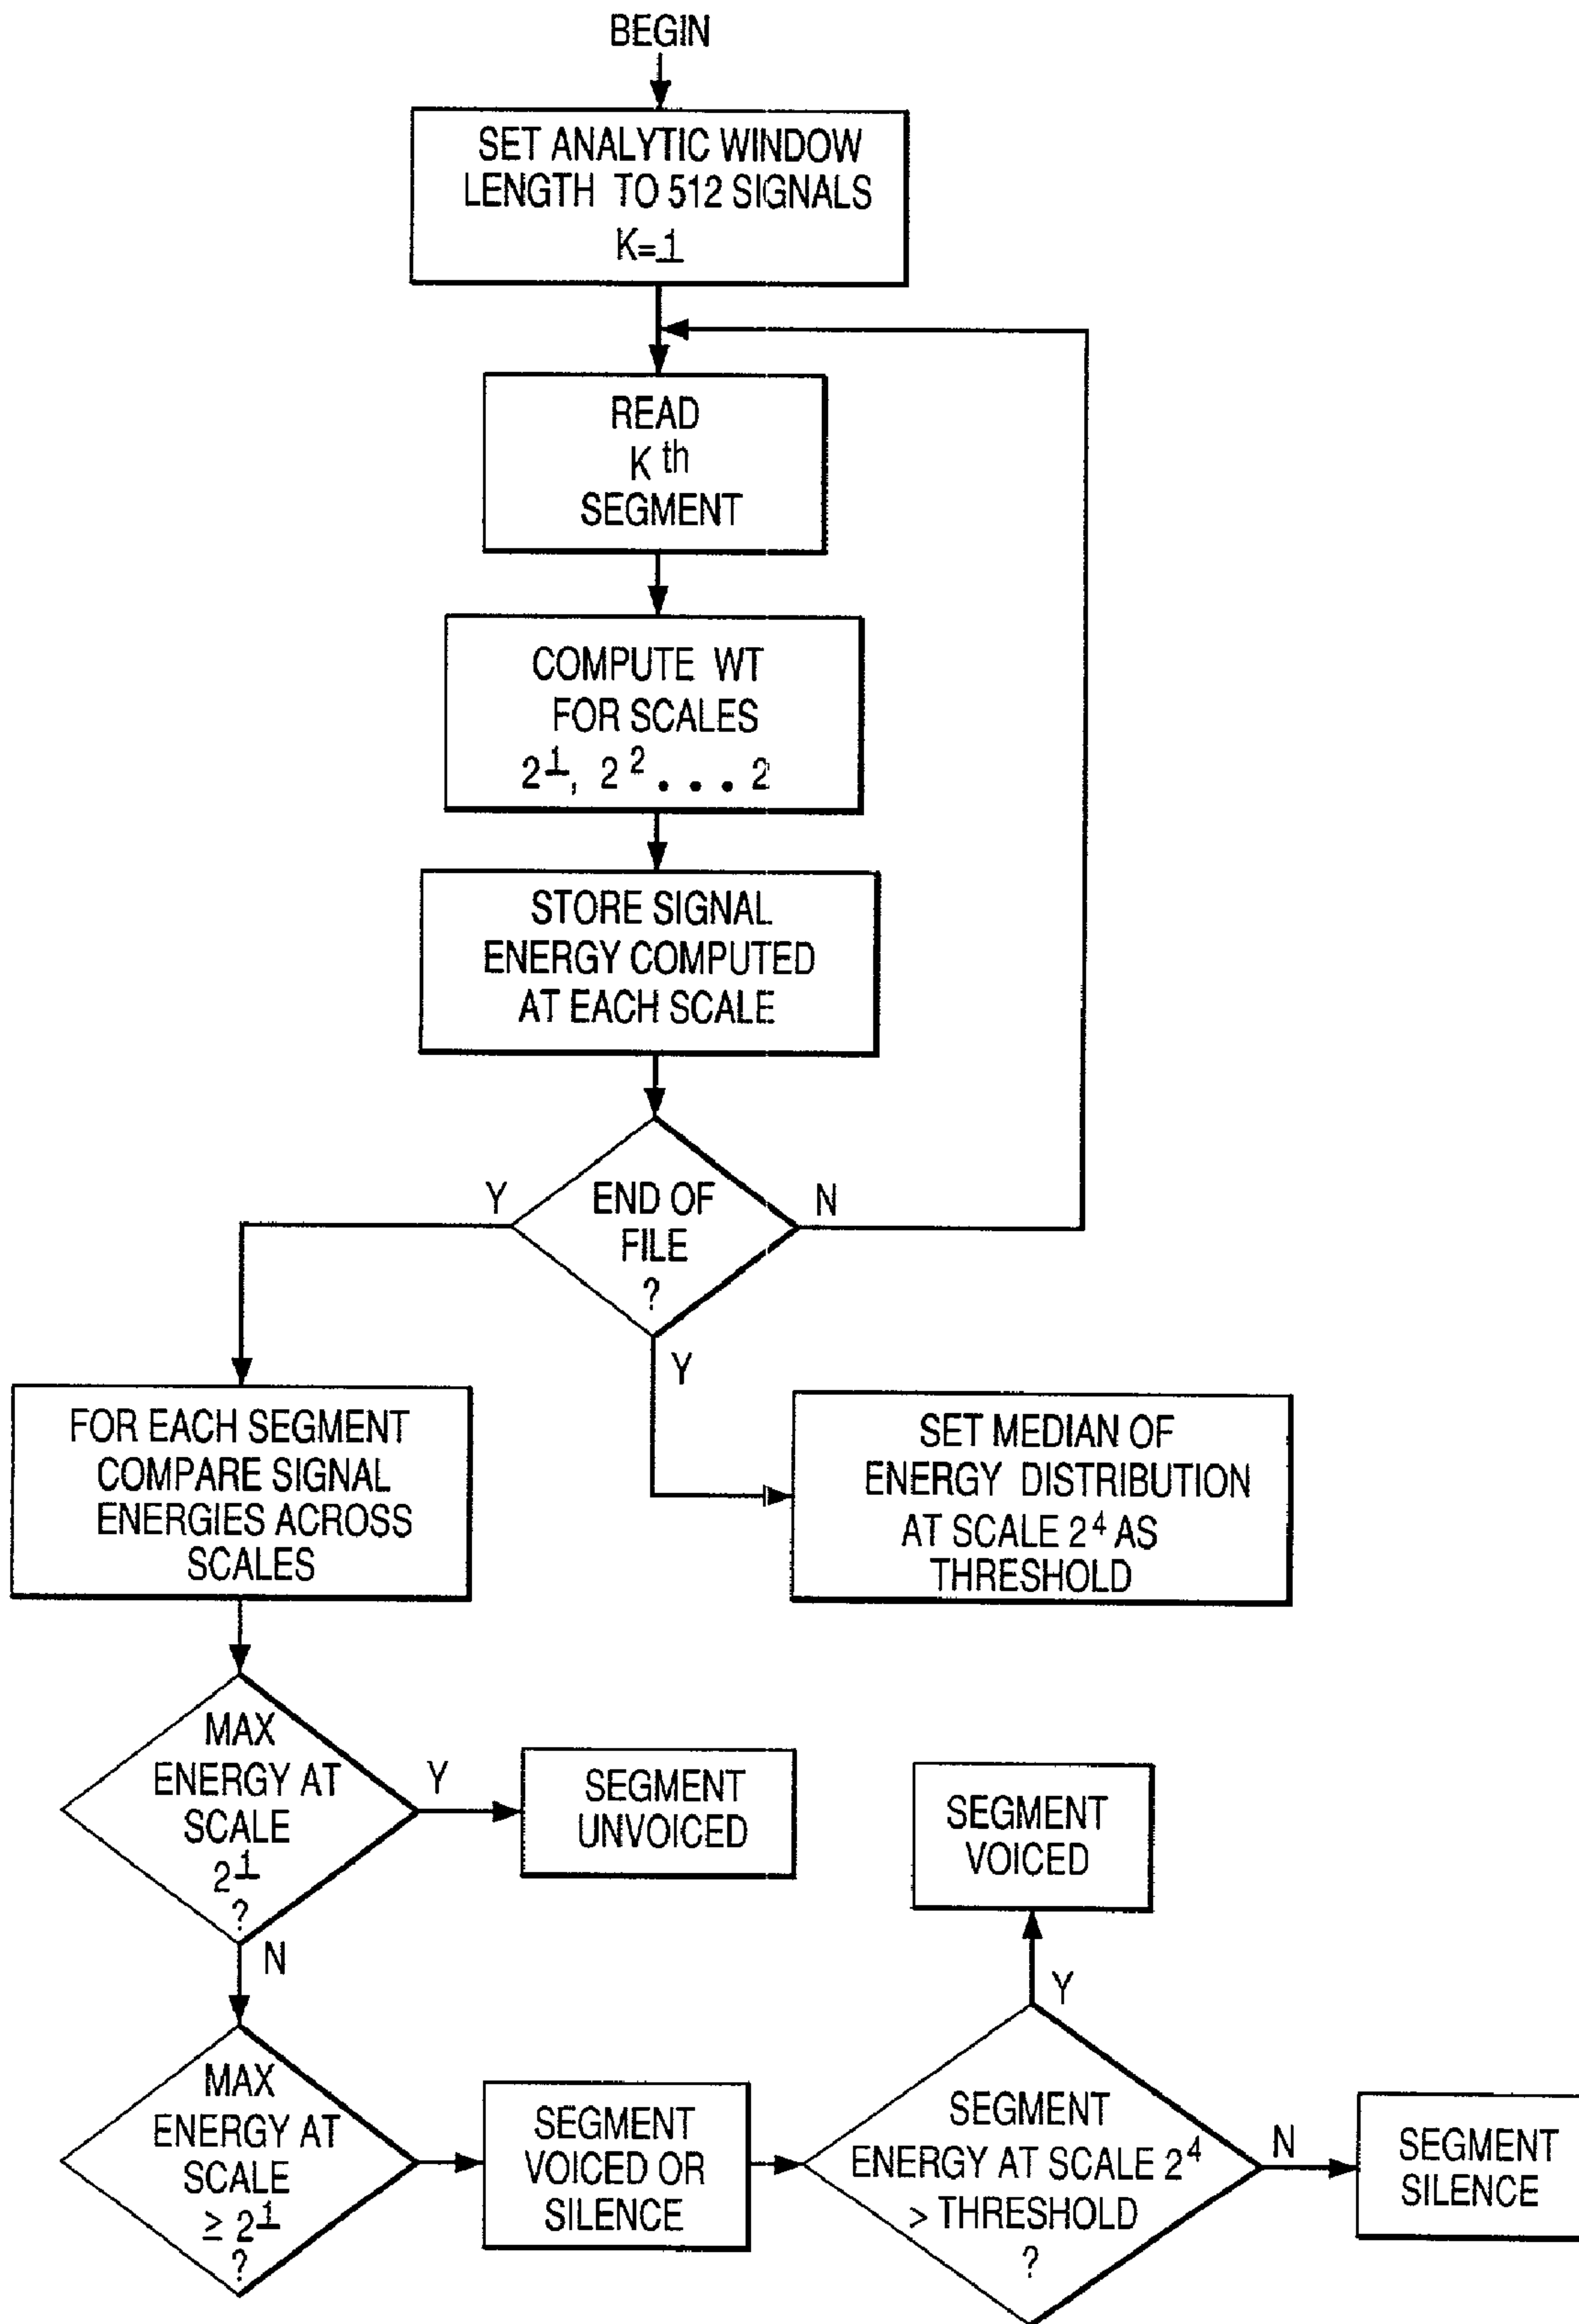 BEGIN
SET ANALYTIC WINDOW
LENGTH TO 512 SIGNALS
K=1
READ
K th
SEGMENT
COMPUTE WT
FOR SCALES
2^1, 2^2 . . . 2
STORE SIGNAL
ENERGY COMPUTED
AT EACH SCALE
END OF
FILE
?
Y
N
Y
FOR EACH SEGMENT
COMPARE SIGNAL
ENERGIES ACROSS
SCALES
SET MEDIAN OF
ENERGY DISTRIBUTION
AT SCALE 2^4 AS
THRESHOLD
MAX
ENERGY AT
SCALE
2^1
?
Y
SEGMENT
UNVOICED
N
MAX
ENERGY AT
SCALE
≥ 2^1
?
SEGMENT
VOICED OR
SILENCE
SEGMENT
VOICED
Y
SEGMENT
ENERGY AT SCALE 2^4
> THRESHOLD
?
N
SEGMENT
SILENCE